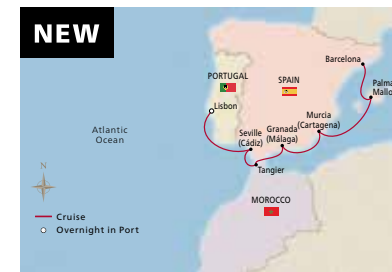 NEW
Barcelona
PORTUGAL
SPAIN
Palma
Mallo
Lisbon
Murcia
(Cartagena)
Granada
(Málaga)
Seville
(Cádiz)
Atlantic
Ocean
Tangier
N
MOROCCO
Cruise
Overnight in Port